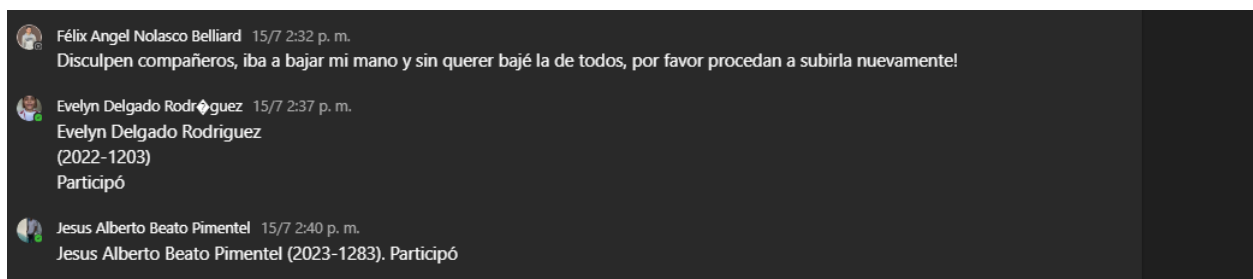 Félix Angel Nolasco Belliard 15/7 2:32 p. m.
Disculpen compañeros, iba a bajar mi mano y sin querer bajé la de todos, por favor procedan a subirla nuevamente!
Evelyn Delgado Rodr�guez 15/7 2:37 p. m.
Evelyn Delgado Rodriguez
(2022-1203)
Participó
Jesus Alberto Beato Pimentel 15/7 2:40 p. m.
Jesus Alberto Beato Pimentel (2023-1283). Participó